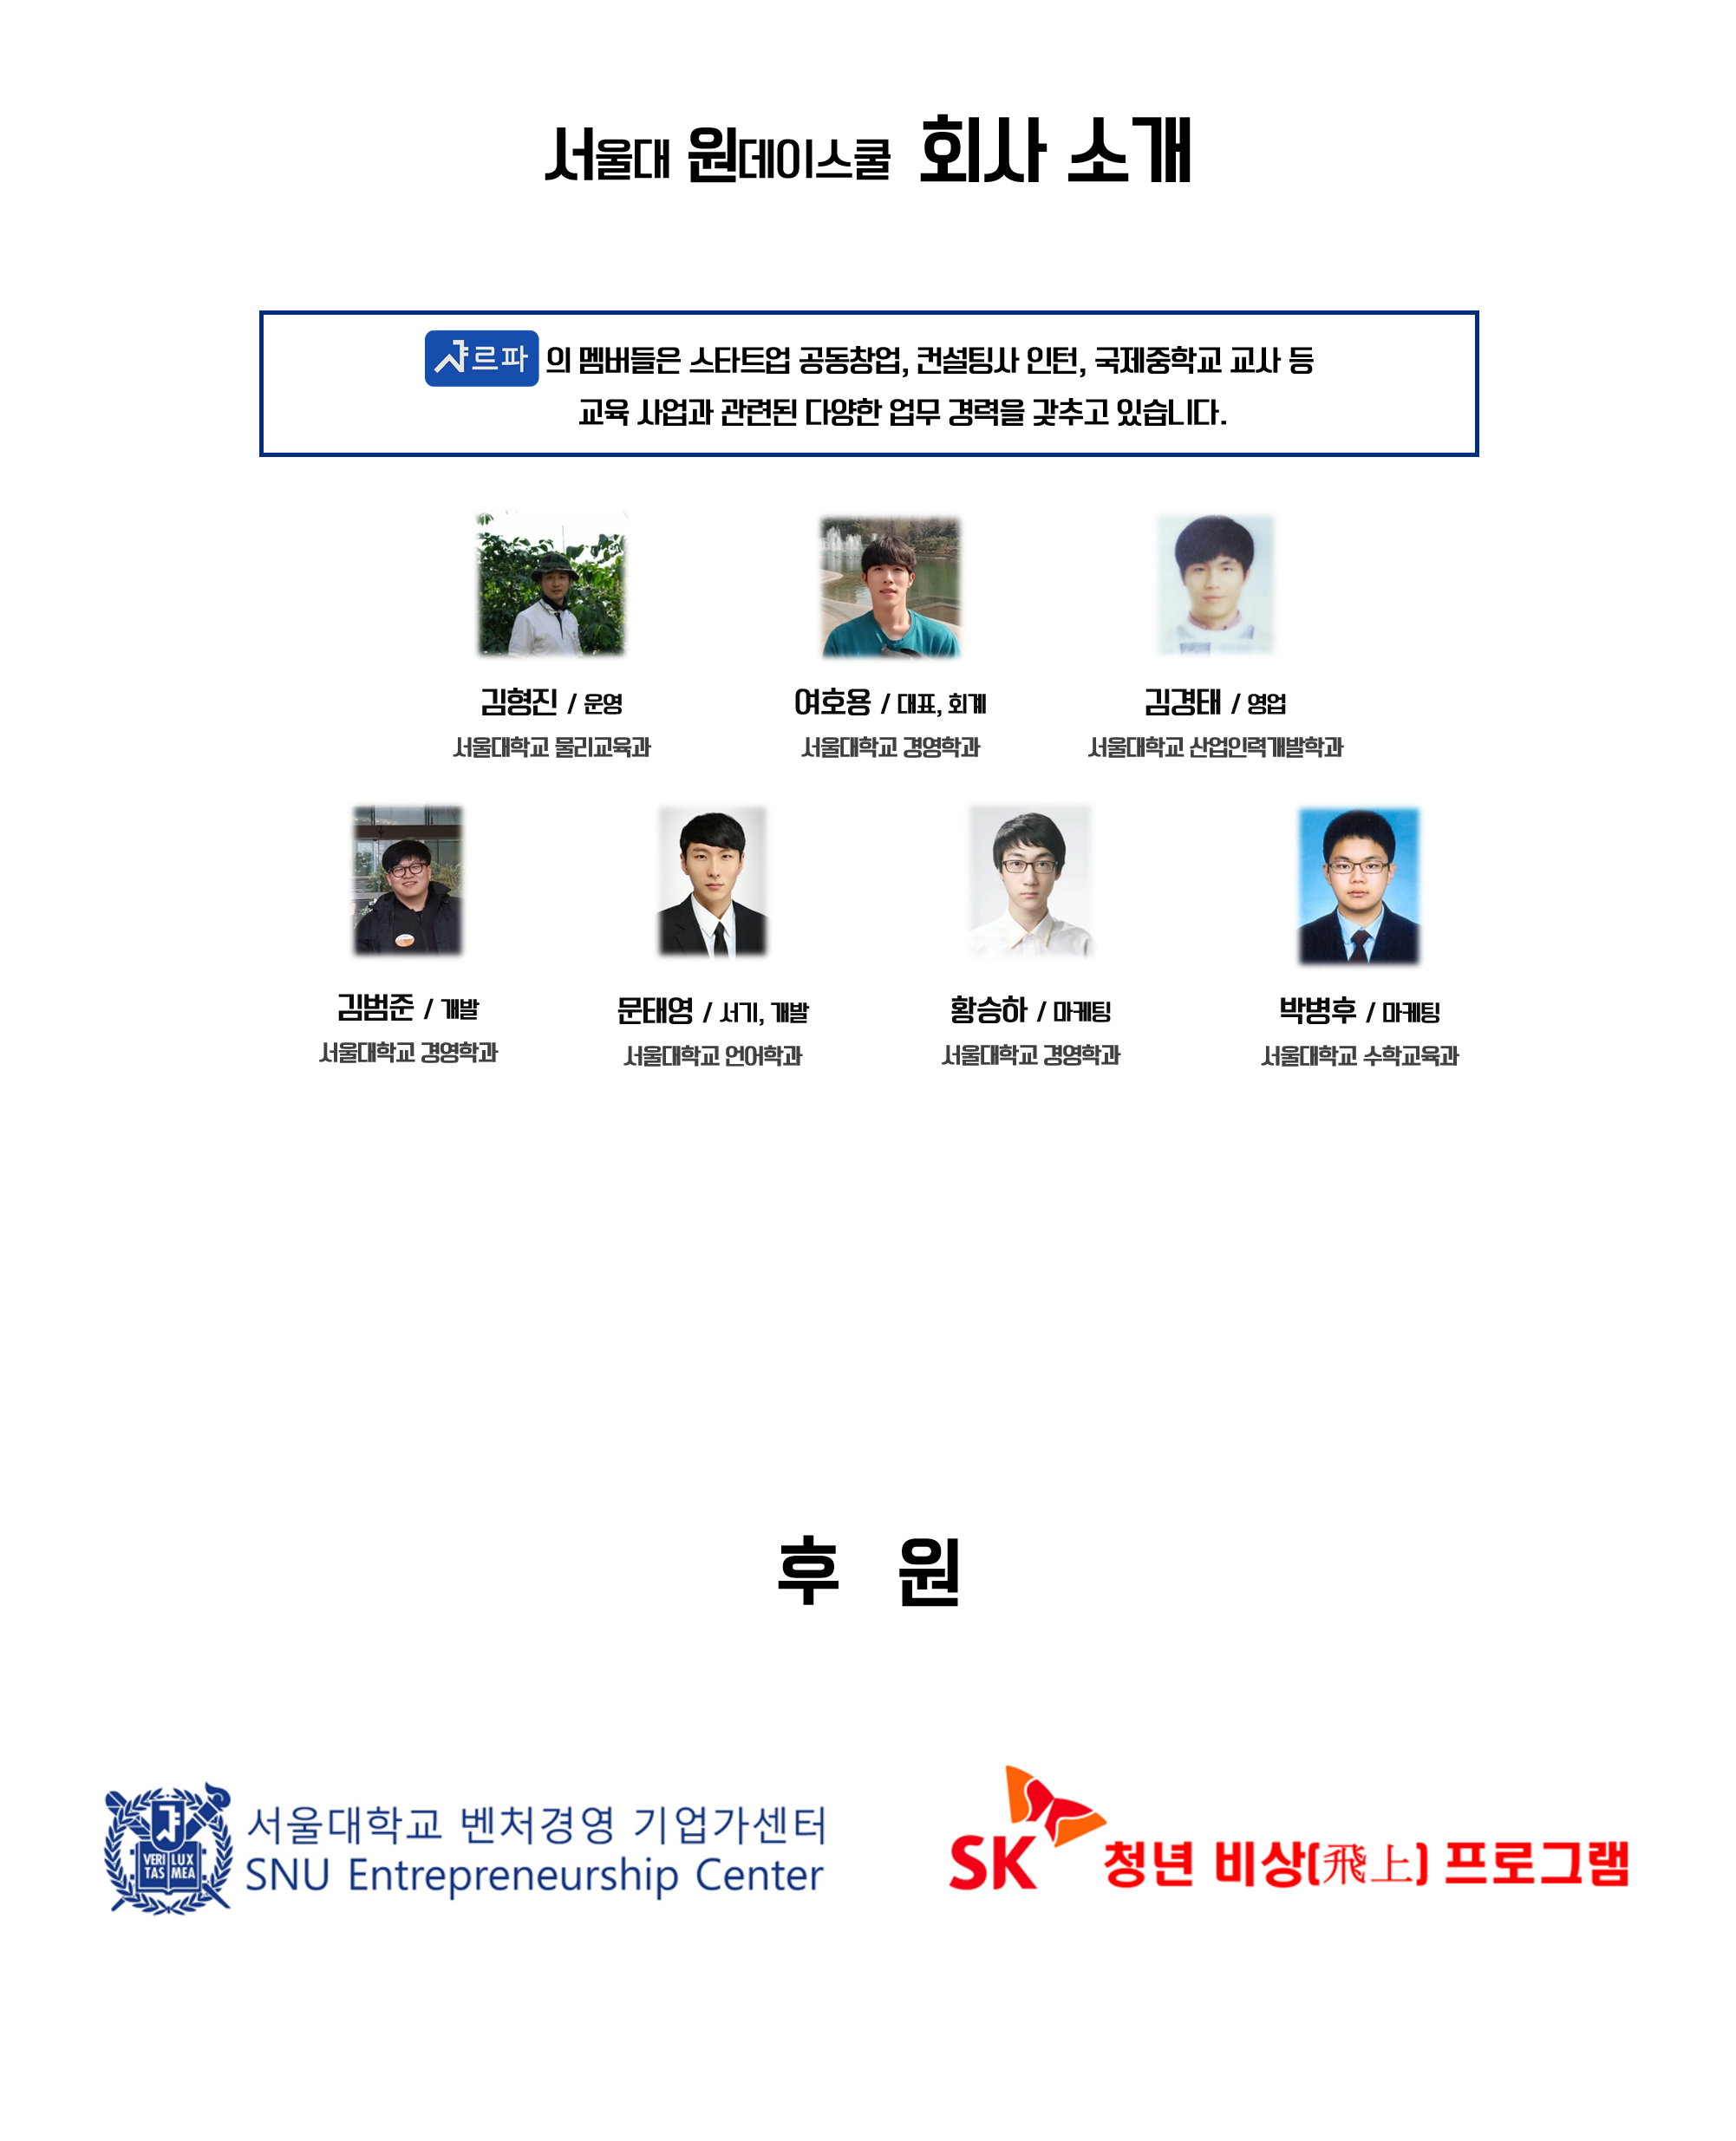 서울대 원데이스쿨 회사 소개
샤르파의 멤버들은 스타트업 공동창업, 컨설팅사 인턴, 국제중학교 교사 등
교육 사업과 관련된 다양한 업무 경력을 갖추고 있습니다.
김형진 / 운영
서울대학교 물리교육과
여호용 / 대표, 회계
서울대학교 경영학과
김경태 / 영업
서울대학교 산업인력개발학과
김범준 / 개발
서울대학교 경영학과
문태영 / 서기, 개발
서울대학교 언어학과
황승하 / 마케팅
서울대학교 경영학과
박병후 / 마케팅
서울대학교 수학교육과
후 원
VERI LUX
TAS MEA
서울대학교 벤처경영 기업가센터
SNU Entrepreneurship Center
SK 청년 비상(飛上) 프로그램